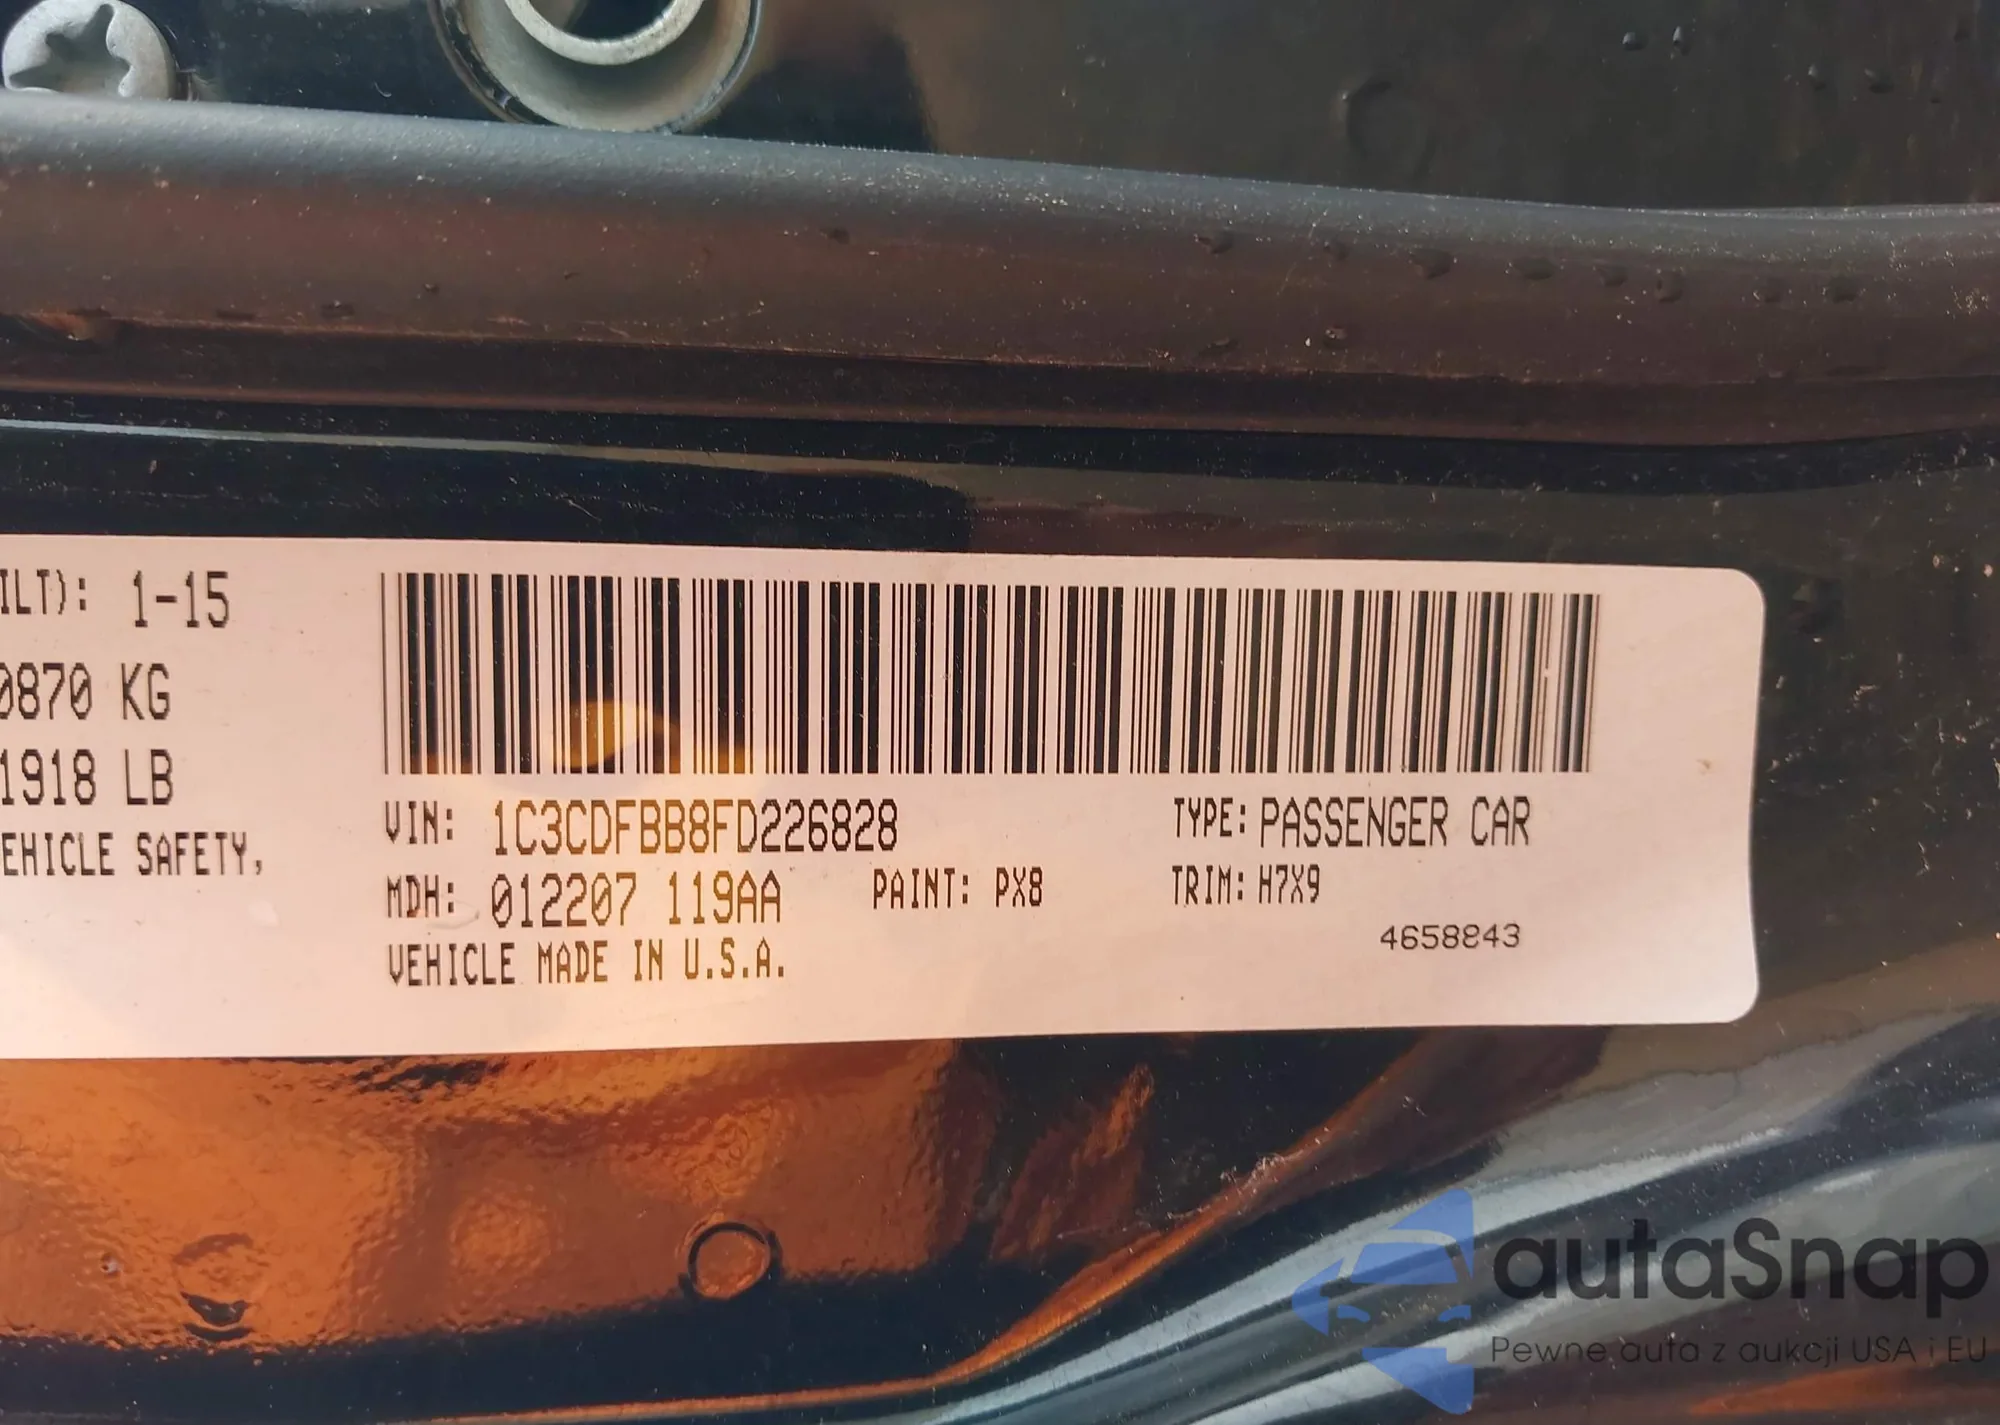 ILT): 1-15
0870 KG
1918 LB
EHICLE SAFETY,
VIN: 1C3CDFBB8FD226828
TYPE: PASSENGER CAR
MDH: 012207 119AA
PAINT: PX8
TRIM: H7X9
VEHICLE MADE IN U.S.A.
4658843
autaSnap
Pewne auta z aukcji USA i EU